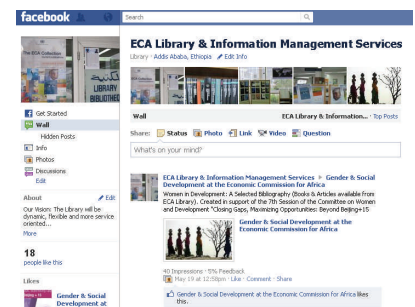 facebook
Search
ECA Library & Information Management Services
Library · Addis Ababa, Ethiopia Edit Info
LIBRARY
Get Started
Wall
Hidden Posts
Info
Photos
Discussions
Edit
About Edit
Our Vision: The Library will be
dynamic, flexible and more service
oriented...
More
18
people like this
Likes
Gender & Social
Development at
Wall ECA Library & Information... · Top Posts
Share: Status Photo Link Video Question
What's on your mind?
ECA Library & Information Management Services ▸ Gender & Social
Development at the Economic Commission for Africa
Women in Development: A Selected Bibliography (Books & Articles available from
ECA Library). Created in support of the 7th Session of the Committee on Women
and Development "Closing Gaps, Maximizing Opportunities: Beyond Beijing+15
Gender & Social Development at the
Economic Commission for Africa
40 Impressions · 5% Feedback
May 19 at 12:58pm · Like · Comment · Share
Gender & Social Development at the Economic Commission for Africa likes
this.